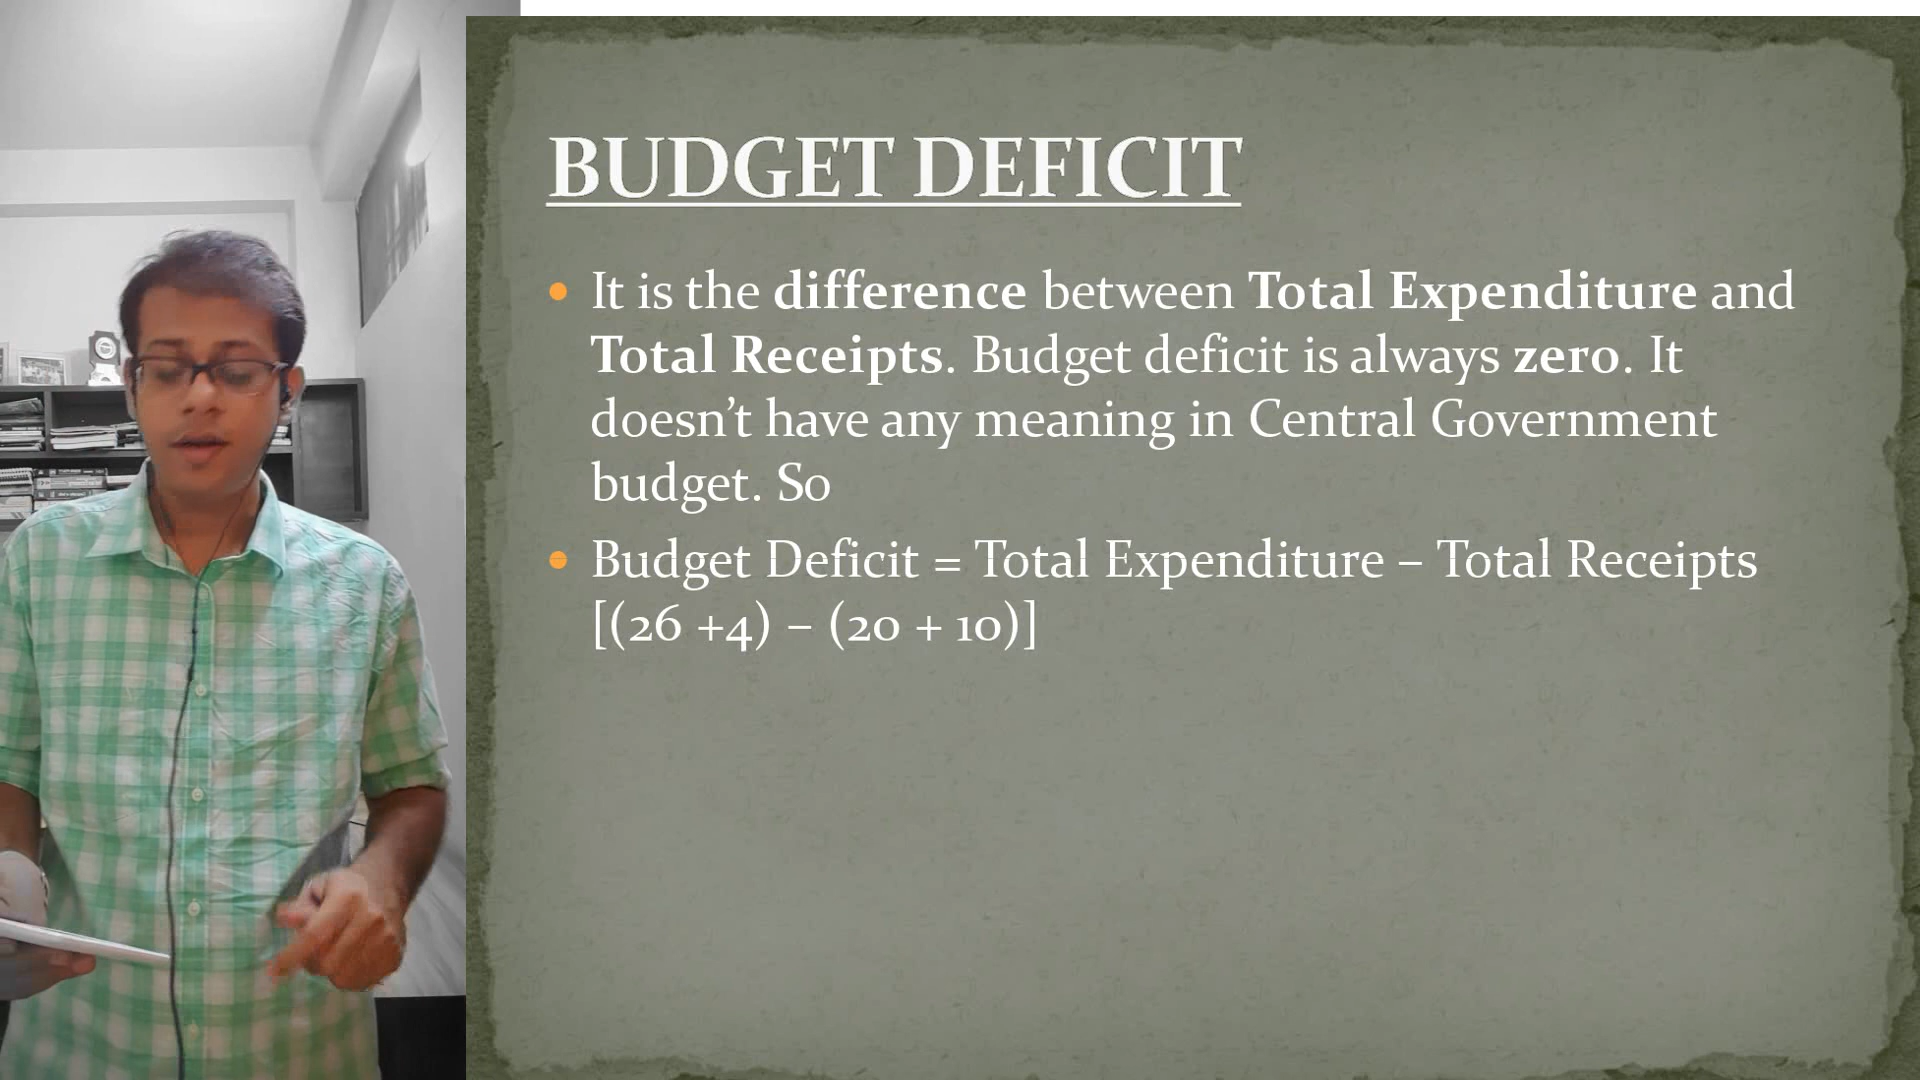 BUDGET DEFICIT
• It is the difference between Total Expenditure and
Total Receipts. Budget deficit is always zero. It
doesn’t have any meaning in Central Government
budget. So
• Budget Deficit = Total Expenditure – Total Receipts
[(26 +4) – (20 + 10)]